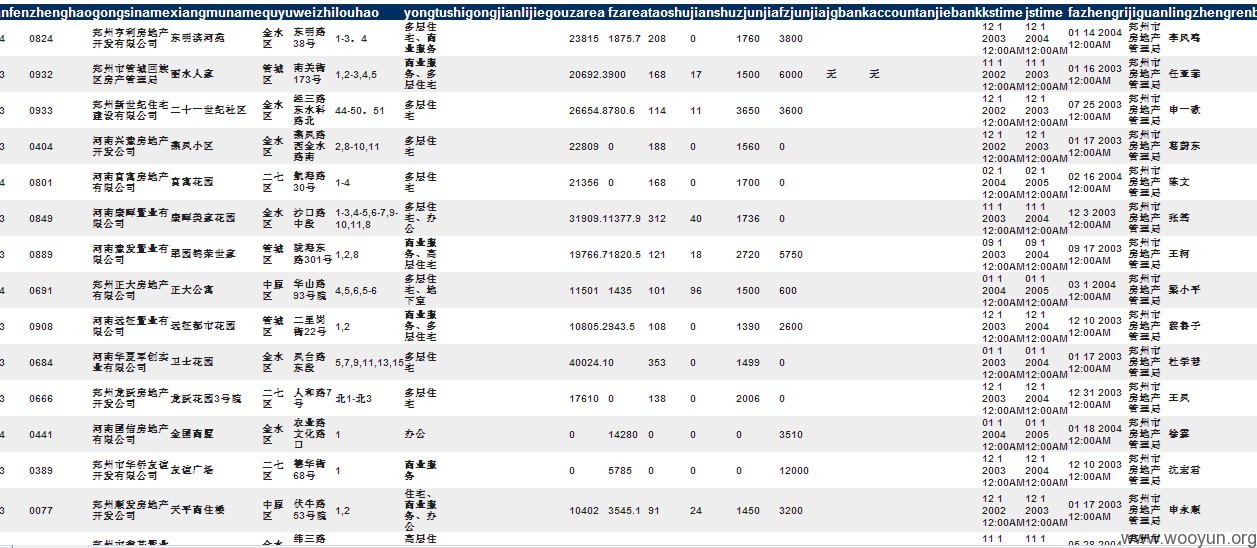 nfenzhenghaogongsinamexiangmunamequyuweizhilouhao yongtushigongjianlijiegouzarea fzareataoshujianshuzjunjiafzjunjiajgbankaccountanjiebankkstime jstime fazhengrijiguanlingzhengrenb
4 0824 郑州亨利房地产开发有限公司 东明滨河苑 金水区 东明路38号 1-3。4 多层住宅、商业服务 23815 1875.7 208 0 1760 3800 12 1 2003 12:00AM 12 1 2004 12:00AM 01 14 2004 12:00AM 郑州市房地产管理局 李凤鸣
3 0932 郑州市管城回族区房产管理局 丽水人家 管城区 南关街173号 1,2-3,4,5 商业服务、多层住宅 20692.3900 168 17 1500 6000 无 无 11 1 2002 12:00AM 11 1 2003 12:00AM 01 16 2003 12:00AM 郑州市房地产管理局
3 0933 郑州新世纪住宅建设有限公司 二十一世纪社区 金水区 经三路东水科路北 44-50。51 多层住宅 26654.8780.6 114 11 3650 3600 12 1 2002 12:00AM 12 1 2003 12:00AM 07 25 2003 12:00AM 郑州市房地产管理局 申一敬
3 0404 河南兴豫房地产开发公司 燕凤小区 金水区 燕凤路西金水路南 2,8-10,11 多层住宅 22809 0 188 0 1560 0 12 1 2002 12:00AM 12 1 2003 12:00AM 01 17 2003 12:00AM 郑州市房地产管理局 葛蔚东
4 0801 河南真寓房地产有限公司 真寓花园 二七区 航海路30号 1-4 多层住宅 21356 0 168 0 1700 0 02 1 2004 12:00AM 02 1 2005 12:00AM 02 16 2004 12:00AM 郑州市房地产管理局 陈文
3 0849 河南康晖置业有限公司 康晖美家花园 金水区 沙口路中段 1-3,4-5,6-7,9-10,11,8 多层住宅、办公 31909.11377.9 312 40 1736 0 11 1 2003 12:00AM 11 1 2004 12:00AM 12 3 2003 12:00AM 郑州市房地产管理局
3 0889 河南豫发置业有限公司 郡园锦荣世家 管城区 陇海东路301号 1,2,8 商业服务、高层住宅 19766.71820.5 121 18 2720 5750 09 1 2003 12:00AM 09 1 2004 12:00AM 09 17 2003 12:00AM 郑州市房地产管理局 王柯
4 0691 河南正大房地产有限公司 正大公寓 中原区 华山路93号院 4,5,6,5-6 多层住宅、地下室 11501 1435 101 96 1500 600 01 1 2004 12:00AM 01 1 2005 12:00AM 03 1 2004 12:00AM 郑州市房地产管理局 梁小平
3 0908 河南远征置业有限公司 远征都市花园 管城区 二里岗街22号 1,2 商业服务、多层住宅 10805.2943.5 108 0 1390 2600 12 1 2003 12:00AM 12 1 2004 12:00AM 12 10 2003 12:00AM 郑州市房地产管理局
3 0684 河南华夏军创实业有限公司 卫士花园 金水区 凤台路东段 5,7,9,11,13,15 多层住宅 40024.10 353 0 1499 0 01 1 2003 12:00AM 01 1 2004 12:00AM 01 17 2003 12:00AM 郑州市房地产管理局
3 0666 郑州龙跃房地产开发公司 龙跃花园3号院 二七区 人和路7号 北1-北3 多层住宅 17610 0 138 0 2006 0 12 1 2003 12:00AM 12 1 2004 12:00AM 12 31 2003 12:00AM 郑州市房地产管理局 王凤
4 0441 河南团信房地产有限公司 金团商厦 金水区 农业路文化路口 1 办公 0 14280 0 0 0 3510 01 1 2004 12:00AM 01 1 2005 12:00AM 01 18 2004 12:00AM 郑州市房地产管理局 徐霖
3 0389 郑州市华侨友谊开发有限公司 友谊广场 二七区 德华街68号 1 商业服务 0 5785 0 0 0 12000 12 1 2003 12:00AM 12 1 2004 12:00AM 12 10 2003 12:00AM 郑州市房地产管理局 沈宏君
3 0077 郑州顺发房地产开发有限公司 天平商住楼 中原区 伏牛路53号院 1,2 住宅、商业服务、办公 10402 3545.1 91 24 1450 3200 12 1 2002 12:00AM 12 1 2003 12:00AM 01 17 2003 12:00AM 郑州市房地产管理局 申永顺
纬三路 高层住 11 1 11 1 05 28 2004 郑州市
www.wooyun.org